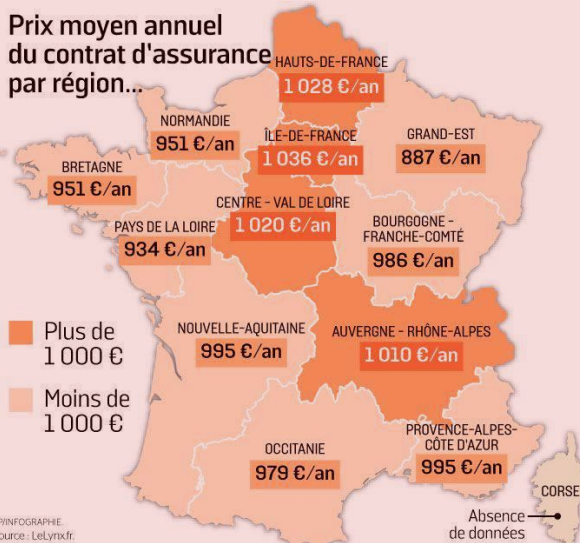 Prix moyen annuel
du contrat d'assurance
par région...
HAUTS-DE-FRANCE
1 028 €/an
NORMANDIE
951 €/an
ÎLE-DE-FRANCE
1 036 €/an
GRAND-EST
887 €/an
BRETAGNE
951 €/an
CENTRE - VAL DE LOIRE
1 020 €/an
PAYS DE LA LOIRE
934 €/an
BOURGOGNE -
FRANCHE-COMTÉ
986 €/an
Plus de
1 000 €
Moins de
1 000 €
NOUVELLE-AQUITAINE
995 €/an
AUVERGNE - RHÔNE-ALPES
1 010 €/an
OCCITANIE
979 €/an
PROVENCE-ALPES-
CÔTE D'AZUR
995 €/an
CORSE
Absence
de données
P/INFOGRAPHIE.
ource : LeLynx.fr.